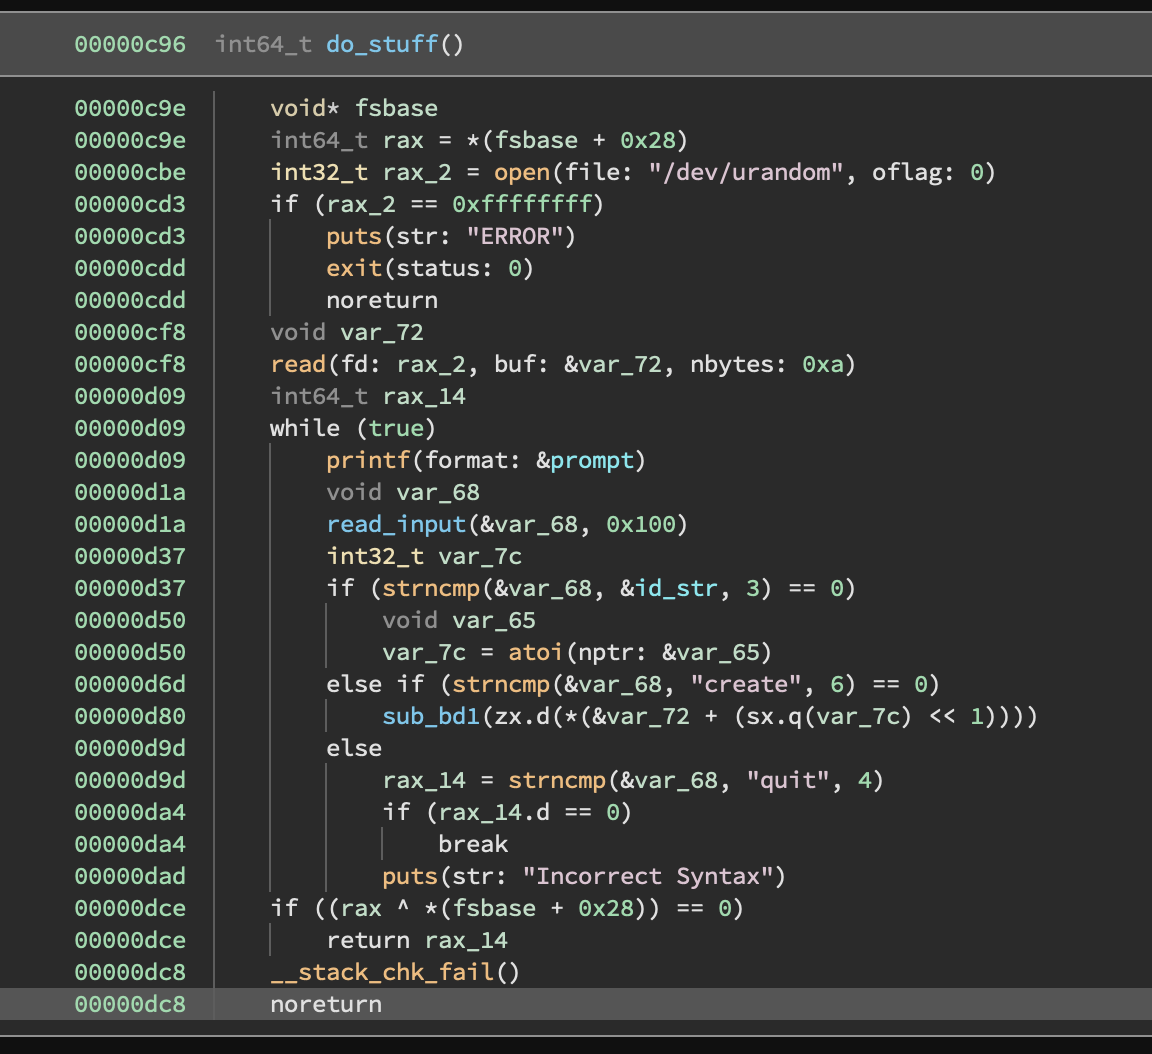 00000c96 int64_t do_stuff()
00000c9e void* fsbase
00000c9e int64_t rax = *(fsbase + 0x28)
00000cbe int32_t rax_2 = open(file: "/dev/urandom", oflag: 0)
00000cd3 if (rax_2 == 0xffffffff)
00000cd3 puts(str: "ERROR")
00000cdd exit(status: 0)
00000cdd noreturn
00000cf8 void var_72
00000cf8 read(fd: rax_2, buf: &var_72, nbytes: 0xa)
00000d09 int64_t rax_14
00000d09 while (true)
00000d09 printf(format: &prompt)
00000d1a void var_68
00000d1a read_input(&var_68, 0x100)
00000d37 int32_t var_7c
00000d37 if (strncmp(&var_68, &id_str, 3) == 0)
00000d50 void var_65
00000d50 var_7c = atoi(nptr: &var_65)
00000d6d else if (strncmp(&var_68, "create", 6) == 0)
00000d80 sub_bd1(zx.d(*(&var_72 + (sx.q(var_7c) << 1))))
00000d9d else
00000d9d rax_14 = strncmp(&var_68, "quit", 4)
00000da4 if (rax_14.d == 0)
00000da4 break
00000dad puts(str: "Incorrect Syntax")
00000dce if ((rax ^ *(fsbase + 0x28)) == 0)
00000dce return rax_14
00000dc8 __stack_chk_fail()
00000dc8 noreturn